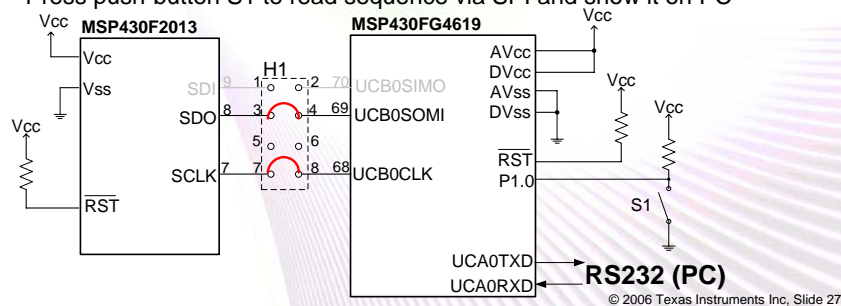 Press push-button S1 to read sequence via SPI and show it on PC
Vcc
MSP430F2013
Vcc
Vss
Vcc
RST
SDI 9
SDO 8
SCLK 7
H1
1 2
3 4
5 6
7 8
MSP430FG4619
70 UCB0SIMO
69 UCB0SOMI
68 UCB0CLK
AVcc
DVcc
AVss
DVss
RST
P1.0
UCA0TXD
UCA0RXD
Vcc
Vcc
Vcc
S1
RS232 (PC)
© 2006 Texas Instruments Inc, Slide 27